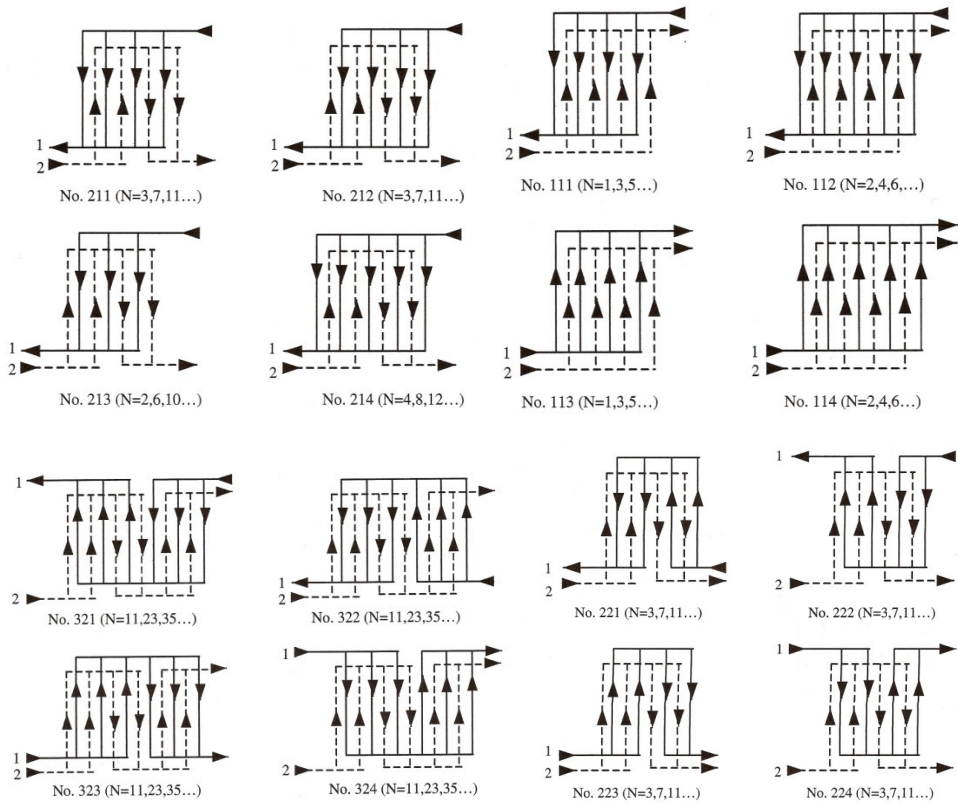 1
2
No. 211 (N=3,7,11…)
1
2
No. 212 (N=3,7,11…)
1
2
No. 111 (N=1,3,5…)
1
2
No. 112 (N=2,4,6,…)
1
2
No. 213 (N=2,6,10…)
1
2
No. 214 (N=4,8,12…)
1
2
No. 113 (N=1,3,5…)
1
2
No. 114 (N=2,4,6…)
1
2
No. 321 (N=11,23,35…)
1
2
No. 322 (N=11,23,35…)
1
2
No. 221 (N=3,7,11…)
1
2
No. 222 (N=3,7,11…)
1
2
No. 323 (N=11,23,35…)
1
2
No. 324 (N=11,23,35…)
1
2
No. 223 (N=3,7,11…)
1
2
No. 224 (N=3,7,11…)